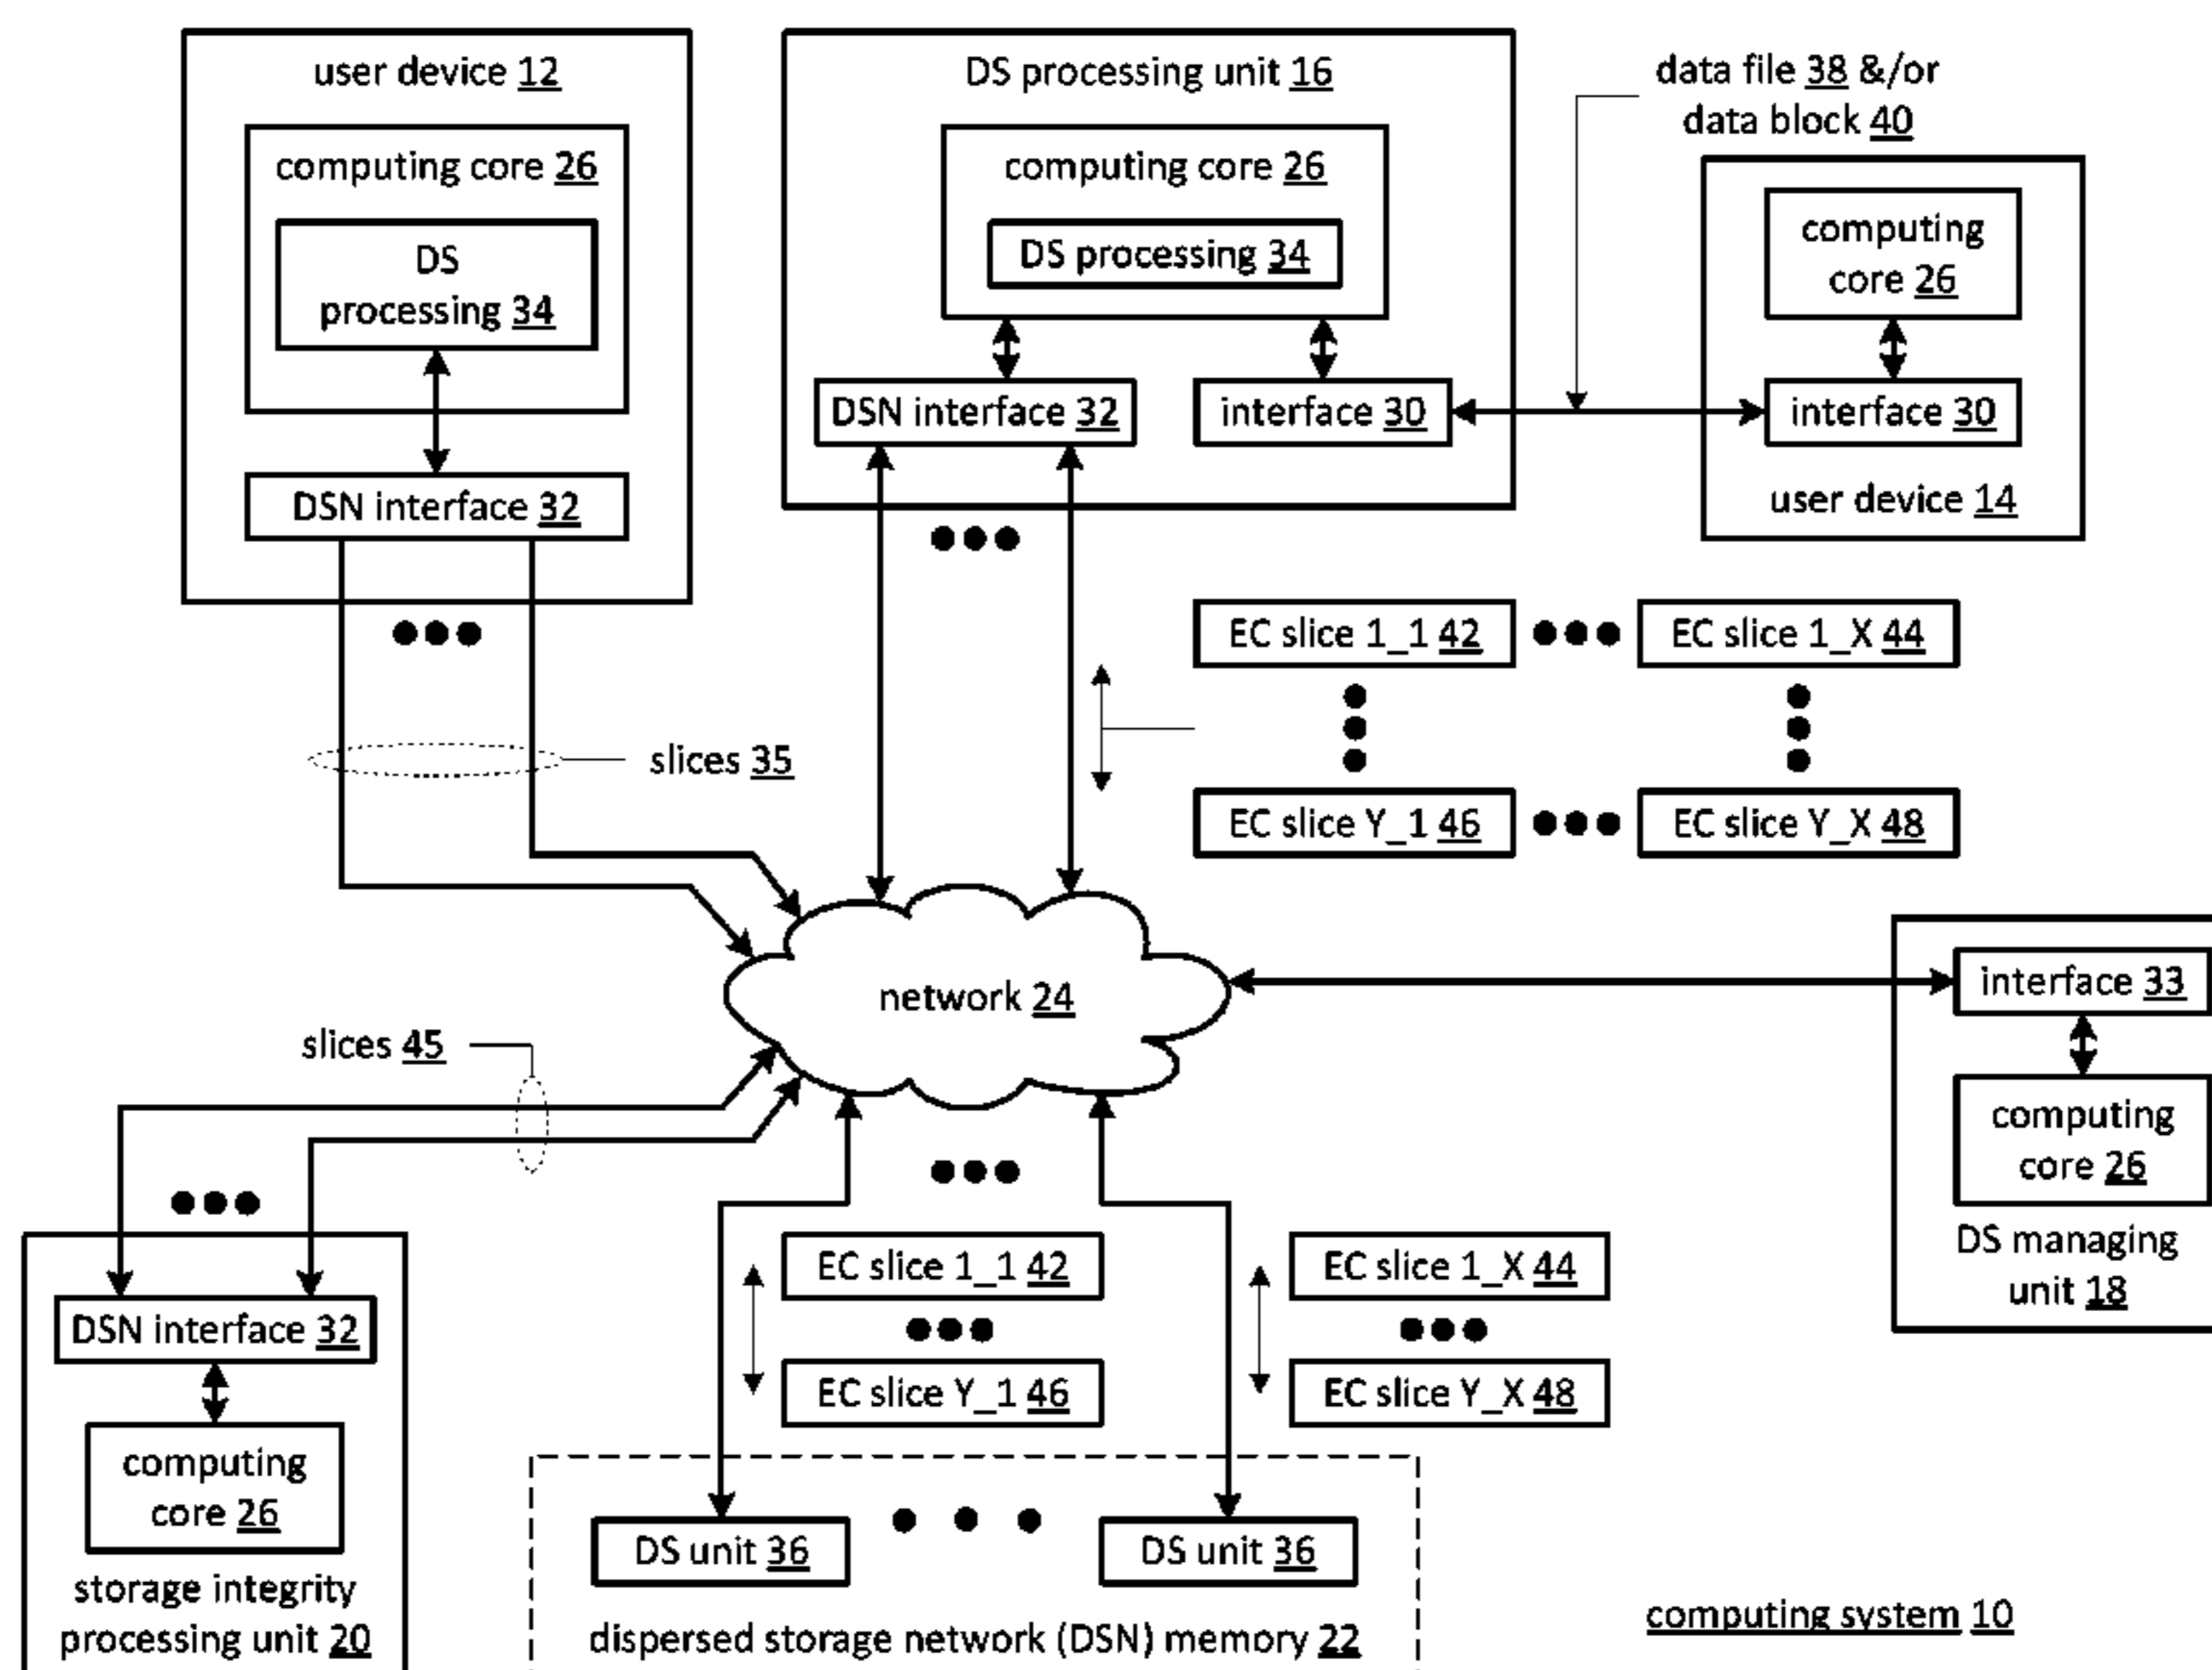 user device 12
computing core 26
DS
processing 34
DSN interface 32
DS processing unit 16
computing core 26
DS processing 34
DSN interface 32
interface 30
data file 38 &/or
data block 40
computing
core 26
interface 30
user device 14
slices 35
EC slice 1_1 42
EC slice 1_X 44
EC slice Y_1 46
EC slice Y_X 48
network 24
interface 33
computing
core 26
DS managing
unit 18
slices 45
DSN interface 32
computing
core 26
storage integrity
processing unit 20
EC slice 1_1 42
EC slice Y_1 46
EC slice 1_X 44
EC slice Y_X 48
DS unit 36
DS unit 36
dispersed storage network (DSN) memory 22
computing system 10